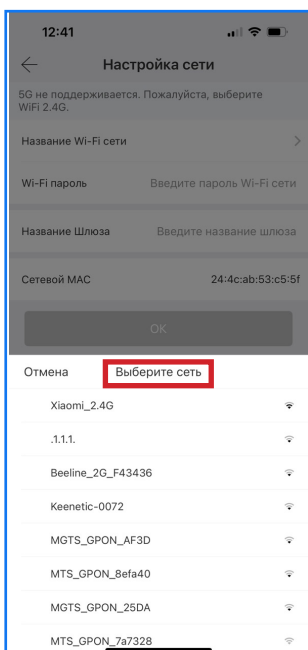 12:41
Настройка сети
5G не поддерживается. Пожалуйста, выберите
WiFi 2.4G.
Название Wi-Fi сети
Wi-Fi пароль Введите пароль Wi-Fi сети
Название Шлюза Введите название шлюза
Сетевой MAC 24:4c:ab:53:c5:5f
ОК
Отмена Выберите сеть
Xiaomi_2.4G
.1.1.1.
Beeline_2G_F43436
Keenetic-0072
MGTS_GPON_AF3D
MTS_GPON_8efa40
MGTS_GPON_25DA
MTS_GPON_7a7328